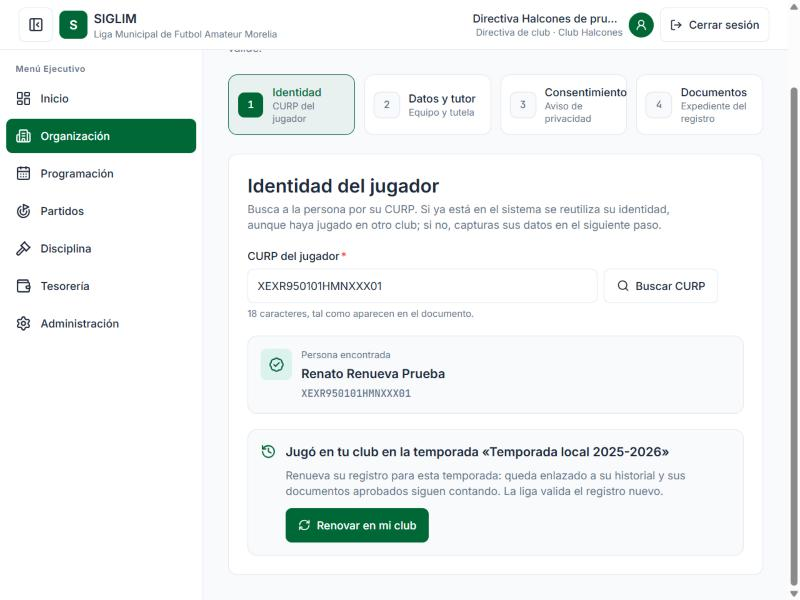 SIGLIM
Liga Municipal de Futbol Amateur Morelia
Directiva Halcones de pru...
Directiva de club · Club Halcones
Cerrar sesión
Menú Ejecutivo
Inicio
Organización
Programación
Partidos
Disciplina
Tesorería
Administración
1
Identidad
CURP del
jugador
2
Datos y tutor
Equipo y tutela
3
Consentimiento
Aviso de
privacidad
4
Documentos
Expediente del
registro
Identidad del jugador
Busca a la persona por su CURP. Si ya está en el sistema se reutiliza su identidad,
aunque haya jugado en otro club; si no, capturas sus datos en el siguiente paso.
CURP del jugador *
XEXR950101HMNXXX01
Buscar CURP
18 caracteres, tal como aparecen en el documento.
Persona encontrada
Renato Renueva Prueba
XEXR950101HMNXXX01
Jugó en tu club en la temporada «Temporada local 2025-2026»
Renueva su registro para esta temporada: queda enlazado a su historial y sus
documentos aprobados siguen contando. La liga valida el registro nuevo.
Renovar en mi club